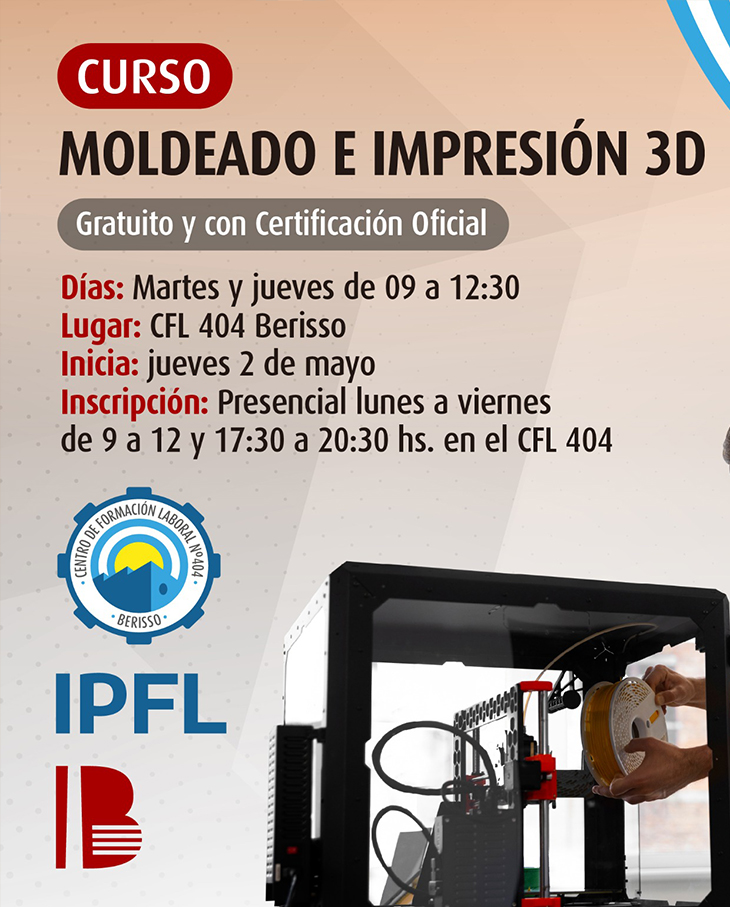 CURSO
MOLDEADO E IMPRESIÓN 3D
Gratuito y con Certificación Oficial
Días: Martes y jueves de 09 a 12:30
Lugar: CFL 404 Berisso
Inicia: jueves 2 de mayo
Inscripción: Presencial lunes a viernes
de 9 a 12 y 17:30 a 20:30 hs. en el CFL 404
CENTRO DE FORMACIÓN LABORAL Nº404
BERISSO
IPFL
B